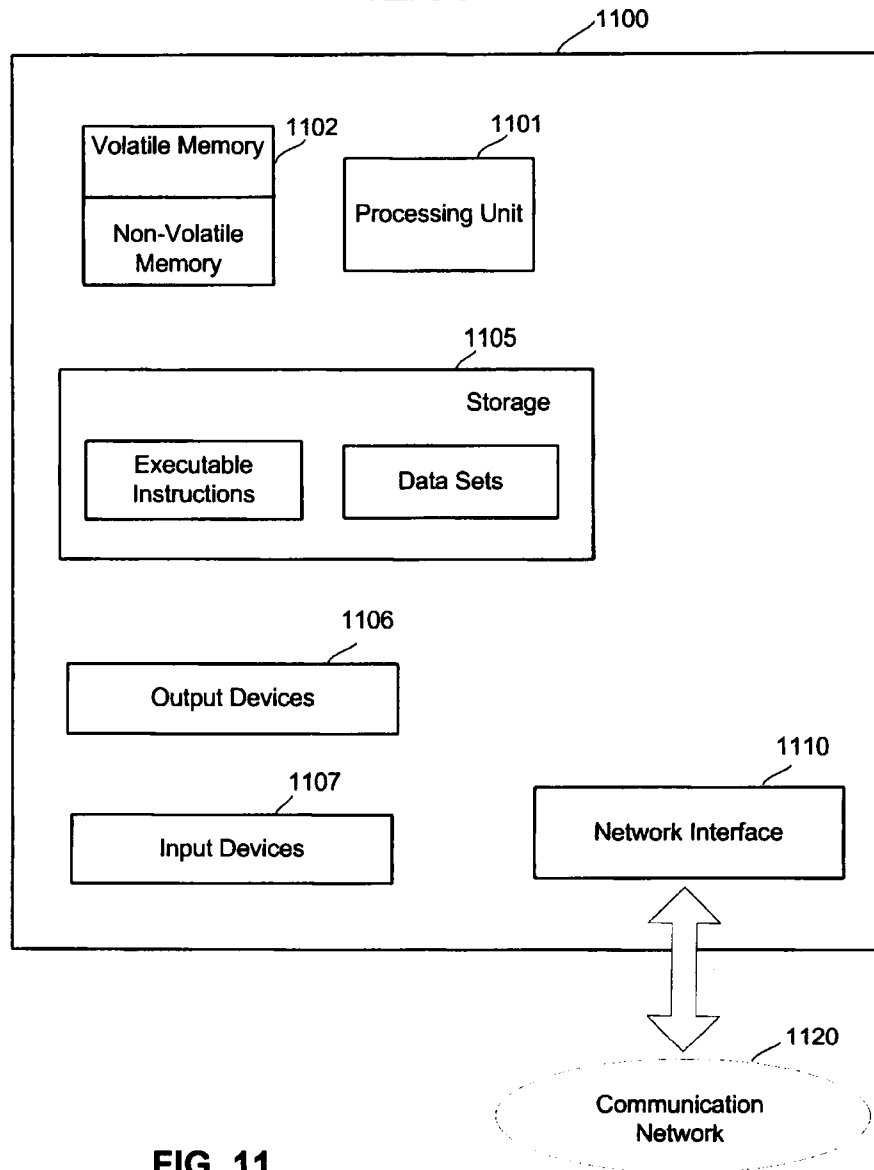 1100
1102
1101
Volatile Memory
Non-Volatile
Memory
Processing Unit
1105
Storage
Executable
Instructions
Data Sets
1106
Output Devices
1107
Input Devices
1110
Network Interface
1120
Communication
Network
FIG. 11